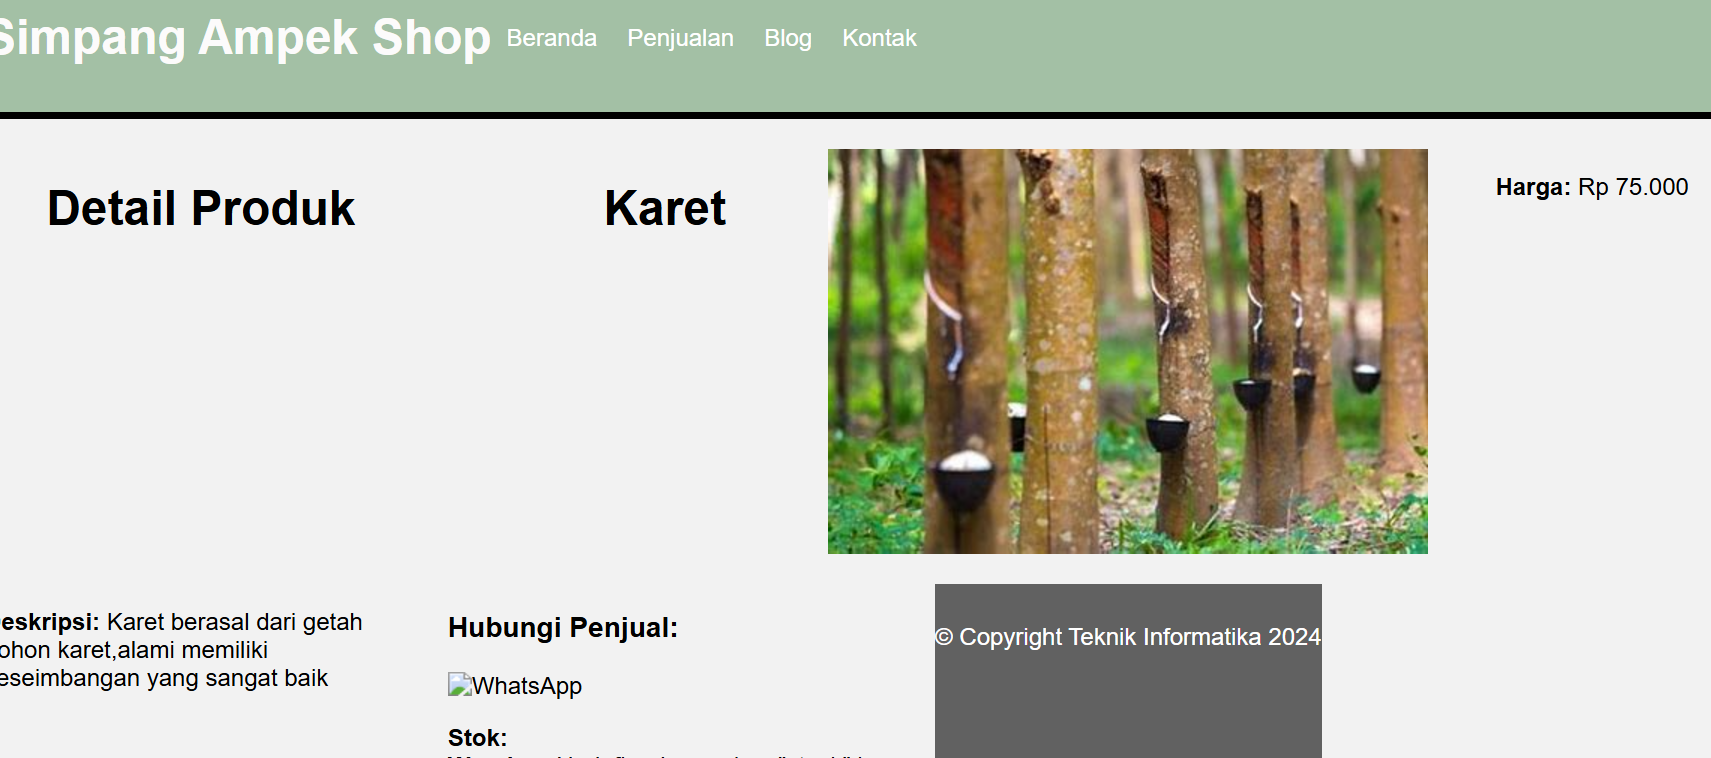 Simpang Ampek Shop
Beranda Penjualan Blog Kontak
Detail Produk
Karet
Harga: Rp 75.000
eskripsi: Karet berasal dari getah
ohon karet,alami memiliki
eseimbangan yang sangat baik
Hubungi Penjual:
WhatsApp
Stok:
© Copyright Teknik Informatika 2024